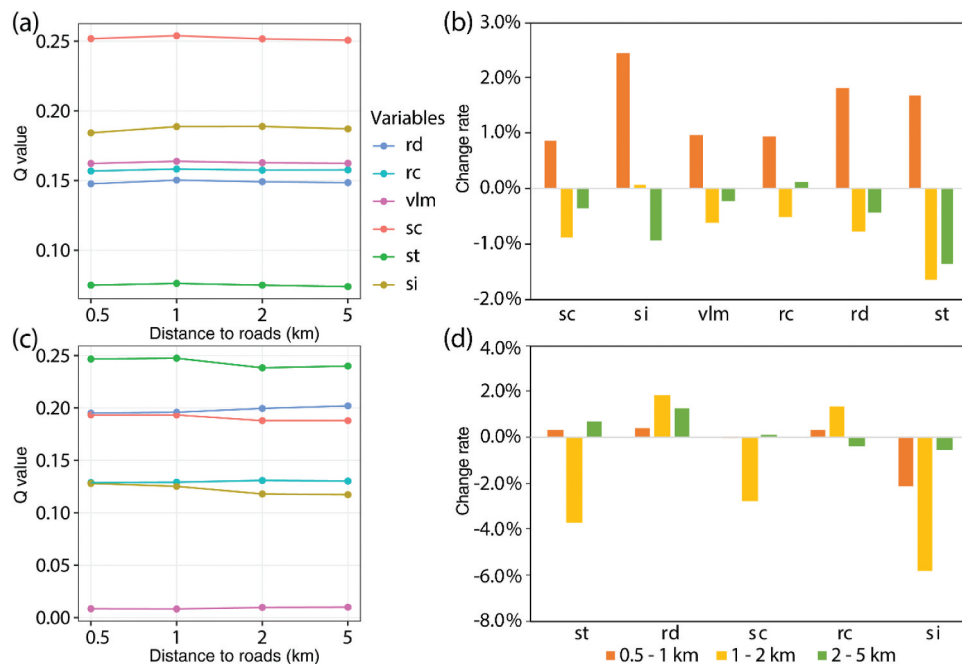 (a)
Q value
0.25
0.20
0.15
0.10
0.5
1
2
5
Distance to roads (km)
Variables
rd
rc
vlm
sc
st
si
(b)
Change rate
3.0%
2.0%
1.0%
0.0%
-1.0%
-2.0%
sc
si
vlm
rc
rd
st
(c)
Q value
0.25
0.20
0.15
0.10
0.05
0.00
0.5
1
2
5
Distance to roads (km)
(d)
Change rate
4.0%
2.0%
0.0%
-2.0%
-4.0%
-6.0%
-8.0%
st
rd
sc
rc
si
0.5 - 1 km
1 - 2 km
2 - 5 km